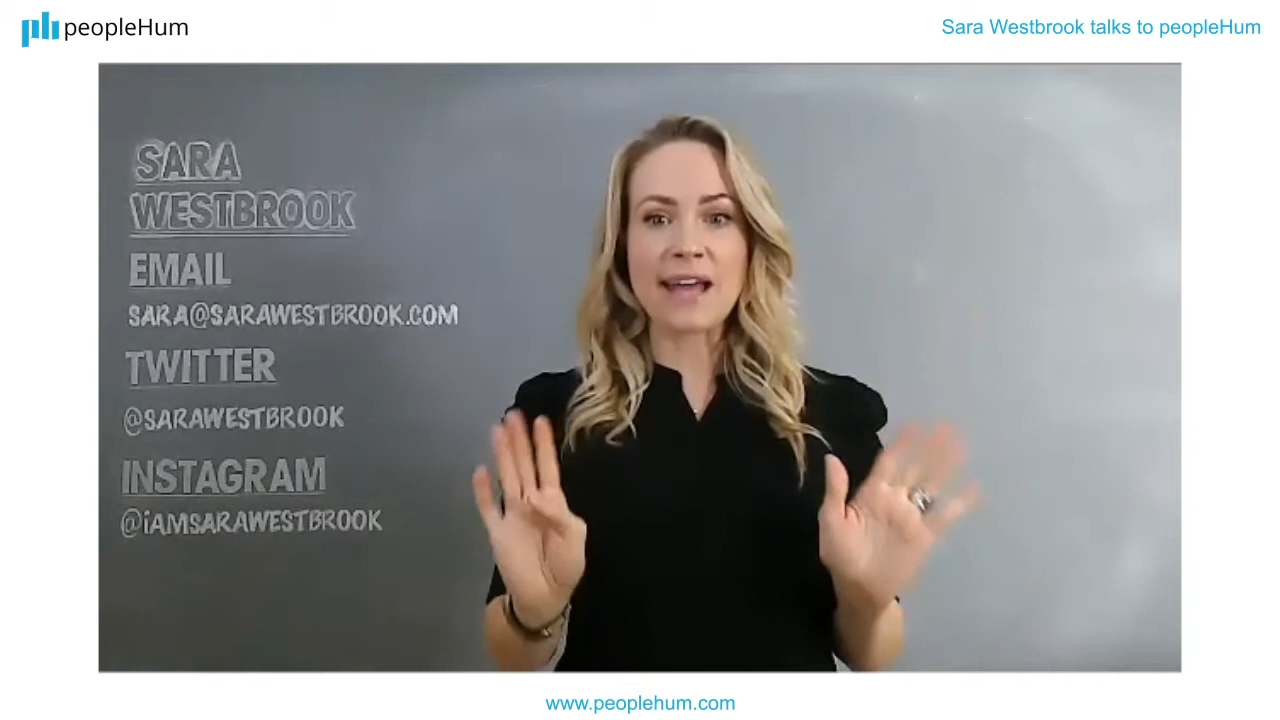 peopleHum
Sara Westbrook talks to peopleHum
SARA
WESTBROOK
EMAIL
SARA@SARAWESTBROOK.COM
TWITTER
@SARAWESTBROOK
INSTAGRAM
@iAMSARAWESTBROOK
www.peoplehum.com